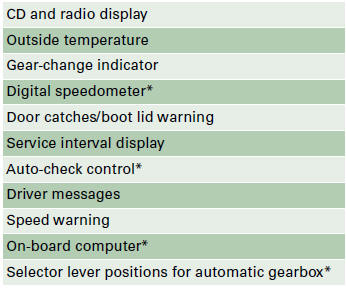 CD and radio display
Outside temperature
Gear-change indicator
Digital speedometer*
Door catches/boot lid warning
Service interval display
Auto-check control*
Driver messages
Speed warning
On-board computer*
Selector lever positions for automatic gearbox*